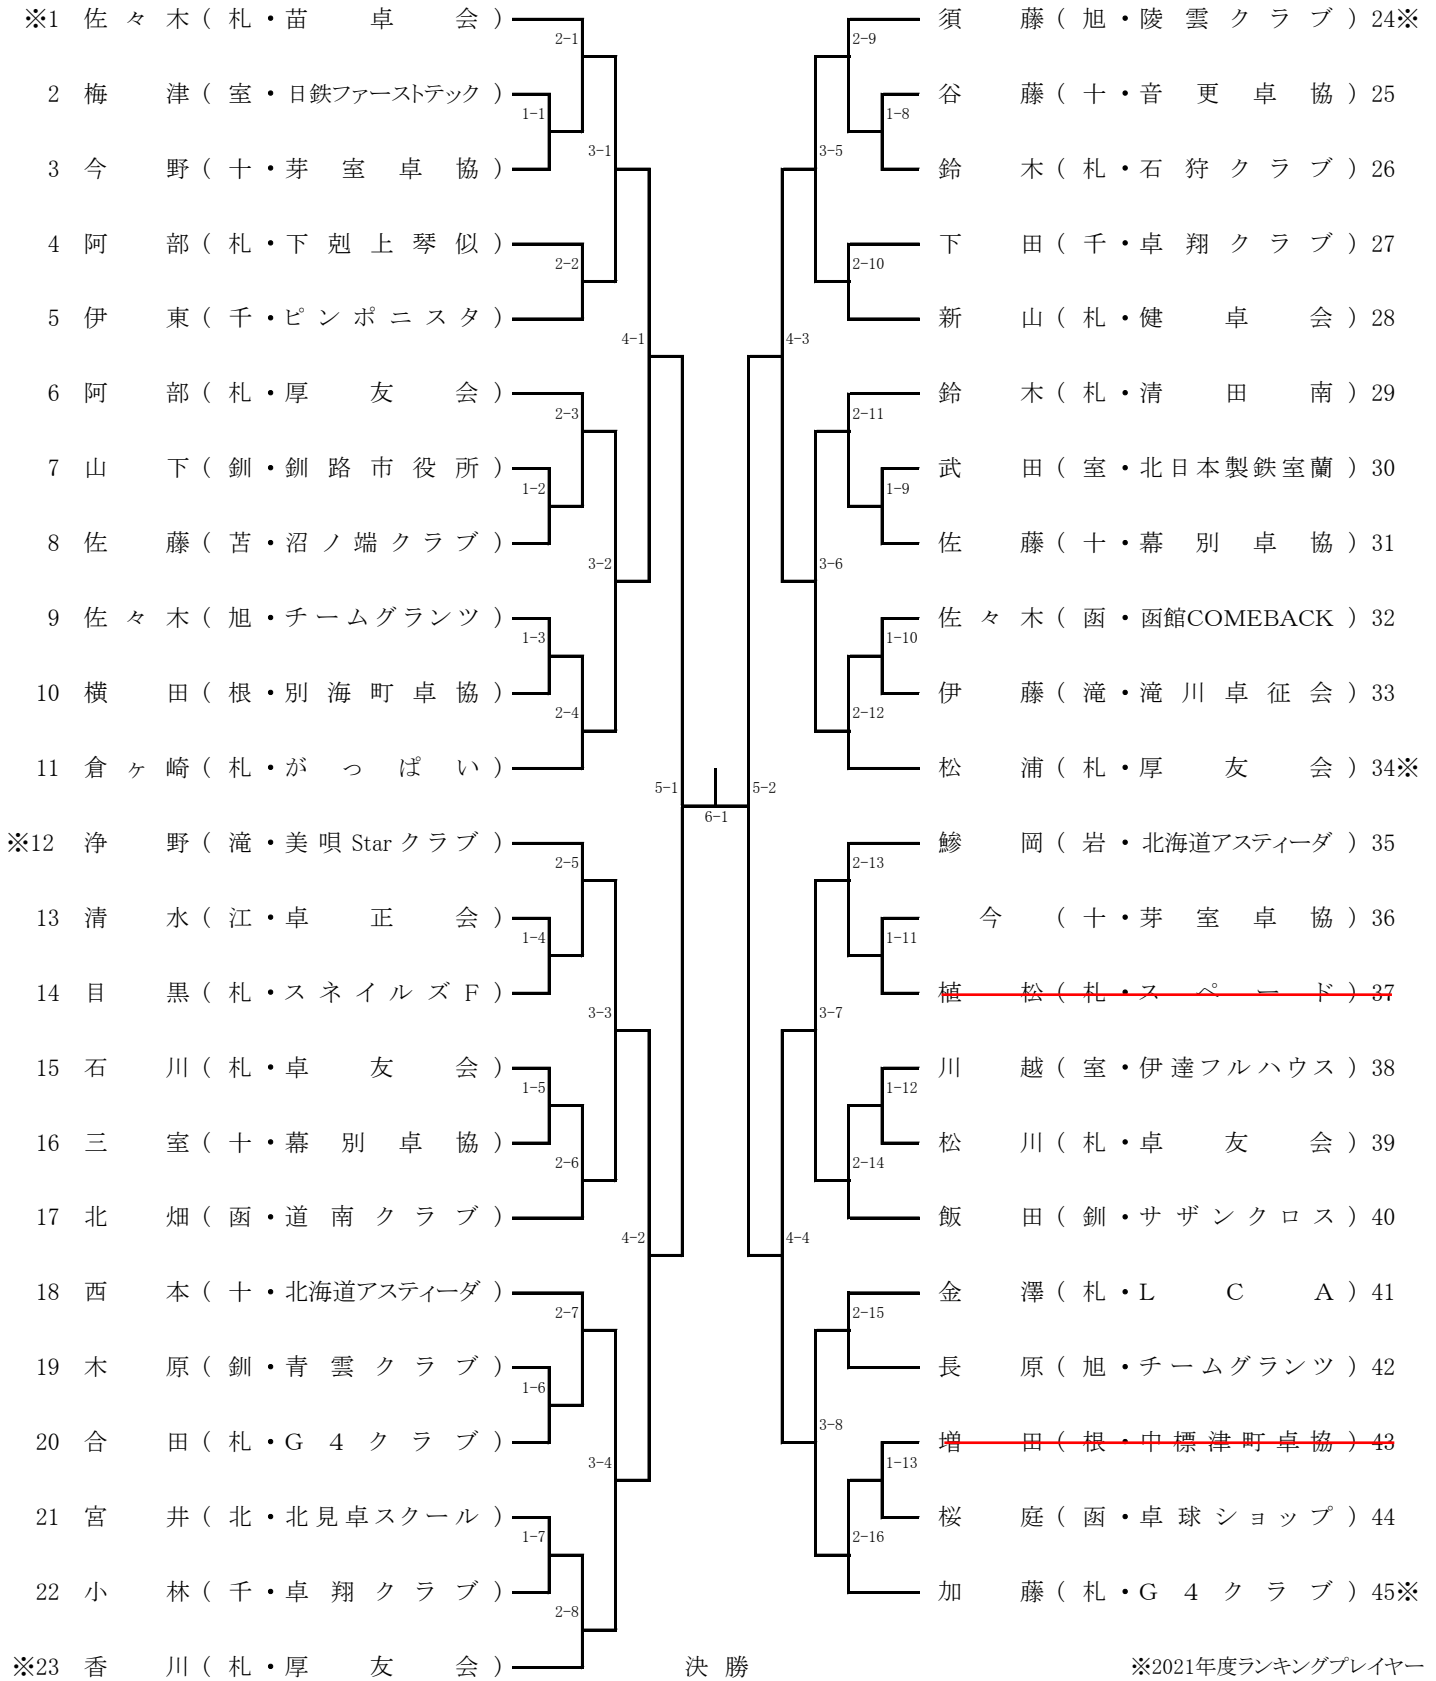 ※1 佐々木（札・苗卓会）
2 梅津（室・日鉄ファーストテック）
3 今野（十・芽室卓協）
4 阿部（札・下剋上琴似）
5 伊東（千・ピンポニスタ）
6 阿部（札・厚友会）
7 山下（釧・釧路市役所）
8 佐藤（苫・沼ノ端クラブ）
9 佐々木（旭・チームグランツ）
10 横田（根・別海町卓協）
11 倉ヶ崎（札・がっぱい）
※12 浄野（滝・美唄Starクラブ）
13 清水（江・卓正会）
14 目黒（札・スネイルズF）
15 石川（札・卓友会）
16 三室（十・幕別卓協）
17 北畑（函・道南クラブ）
18 西本（十・北海道アスティーダ）
19 木原（釧・青雲クラブ）
20 合田（札・G4クラブ）
21 宮井（北・北見卓スクール）
22 小林（千・卓翔クラブ）
※23 香川（札・厚友会）
2-1
1-1
3-1
2-2
4-1
2-3
1-2
3-2
1-3
2-4
5-1
2-5
1-4
3-3
1-5
2-6
4-2
2-7
1-6
3-4
1-7
2-8
6-1
決勝
2-9
1-8
3-5
2-10
4-3
2-11
1-9
3-6
1-10
2-12
5-2
2-13
1-11
3-7
1-12
2-14
4-4
2-15
3-8
1-13
2-16
須藤（旭・陵雲クラブ）24※
谷藤（十・音更卓協）25
鈴木（札・石狩クラブ）26
下田（千・卓翔クラブ）27
新山（札・健卓会）28
鈴木（札・清田南）29
武田（室・北日本製鉄室蘭）30
佐藤（十・幕別卓協）31
佐々木（函・函館COMEBACK）32
伊藤（滝・滝川卓征会）33
松浦（札・厚友会）34※
鰺岡（岩・北海道アスティーダ）35
今（十・芽室卓協）36
植松（札・スペード）37
川越（室・伊達フルハウス）38
松川（札・卓友会）39
飯田（釧・サザンクロス）40
金澤（札・LCA）41
長原（旭・チームグランツ）42
増田（根・中標津町卓協）43
桜庭（函・卓球ショップ）44
加藤（札・G4クラブ）45※
※2021年度ランキングプレイヤー